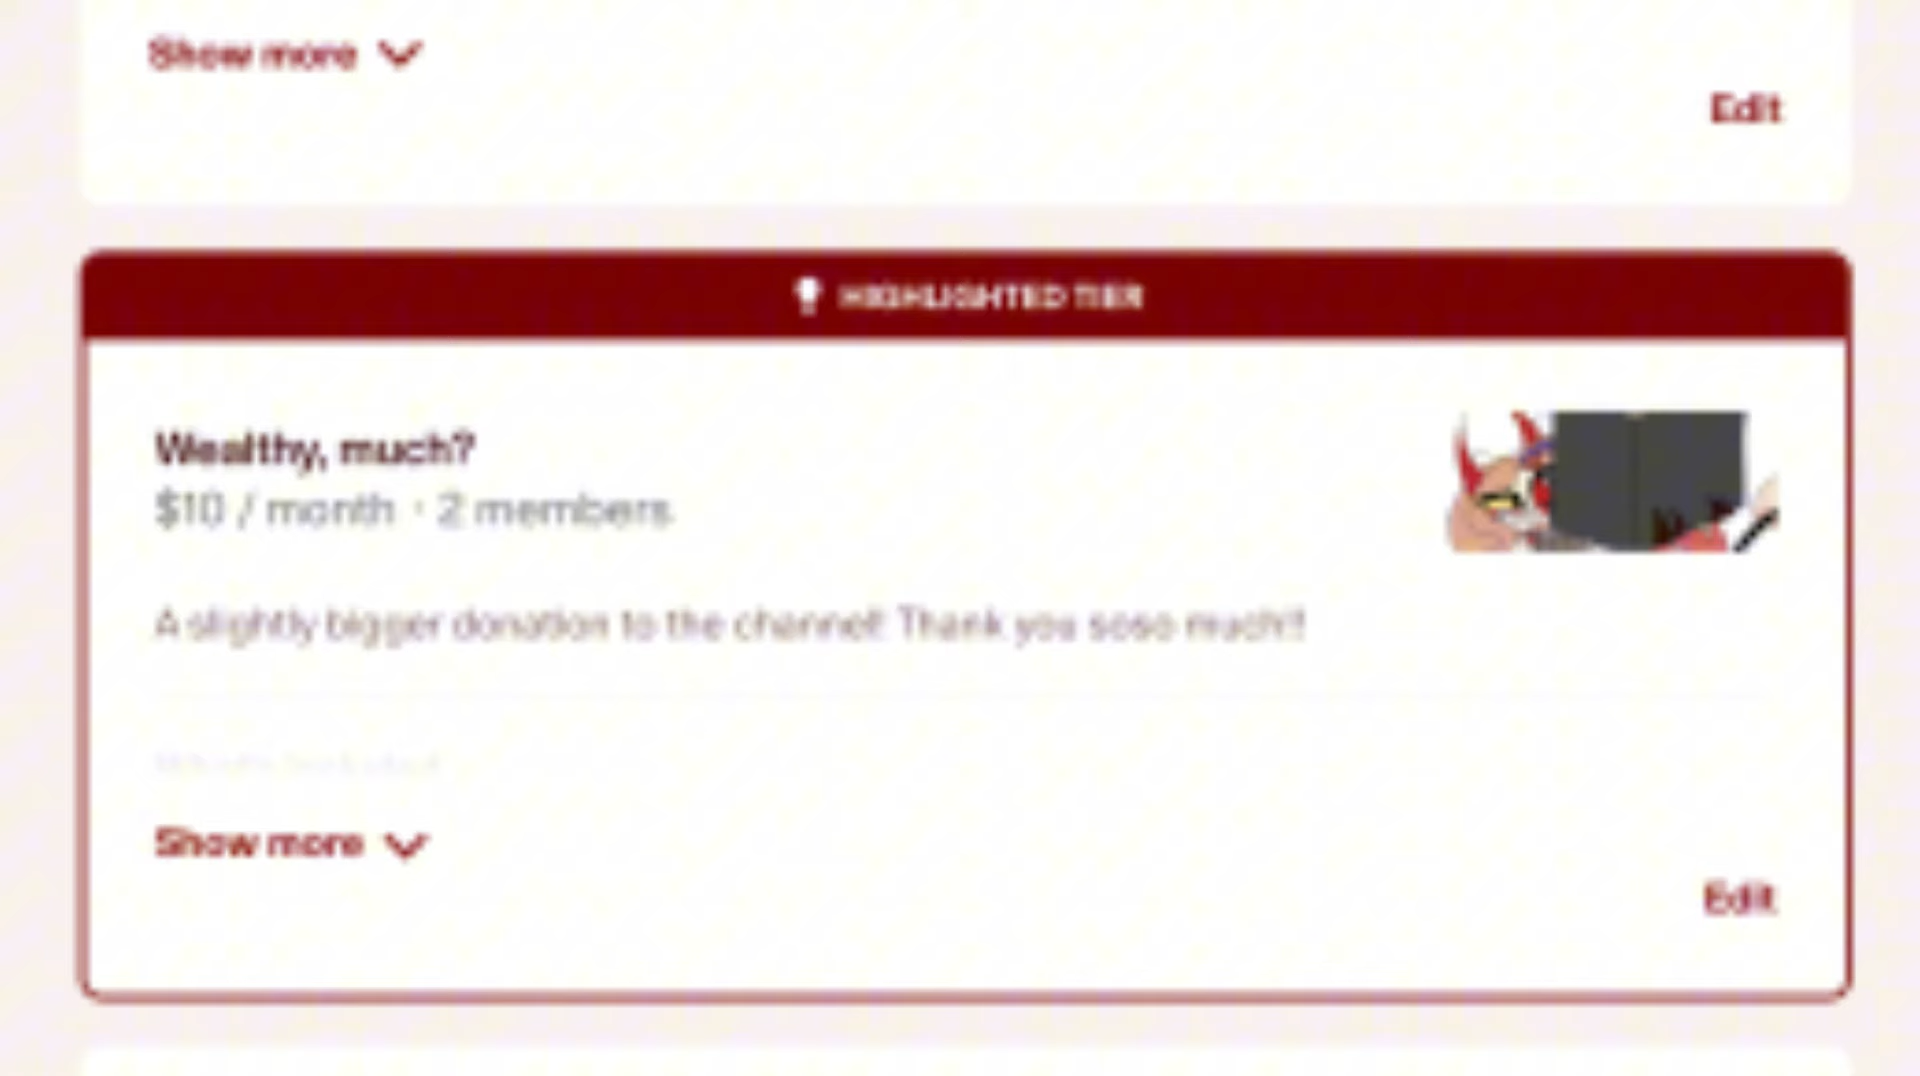 Show more
Edit
HIGHLIGHTED TIER
Wealthy, much?
$10 / month · 2 members
A slightly bigger donation to the channel! Thank you soso much!!
Show more
Edit